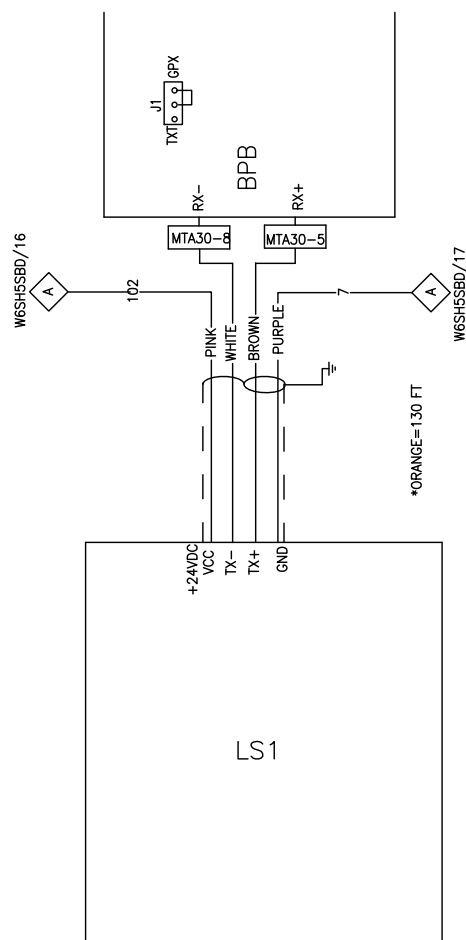 GPX
J1
TXT
BPB
RX-
RX+
MTA30-8
MTA30-5
W6SH5SBD/16
A
102
PINK
WHITE
BROWN
PURPLE
7
A
W6SH5SBD/17
*ORANGE=130 FT
+24VDC
VCC
TX-
TX+
GND
LS1